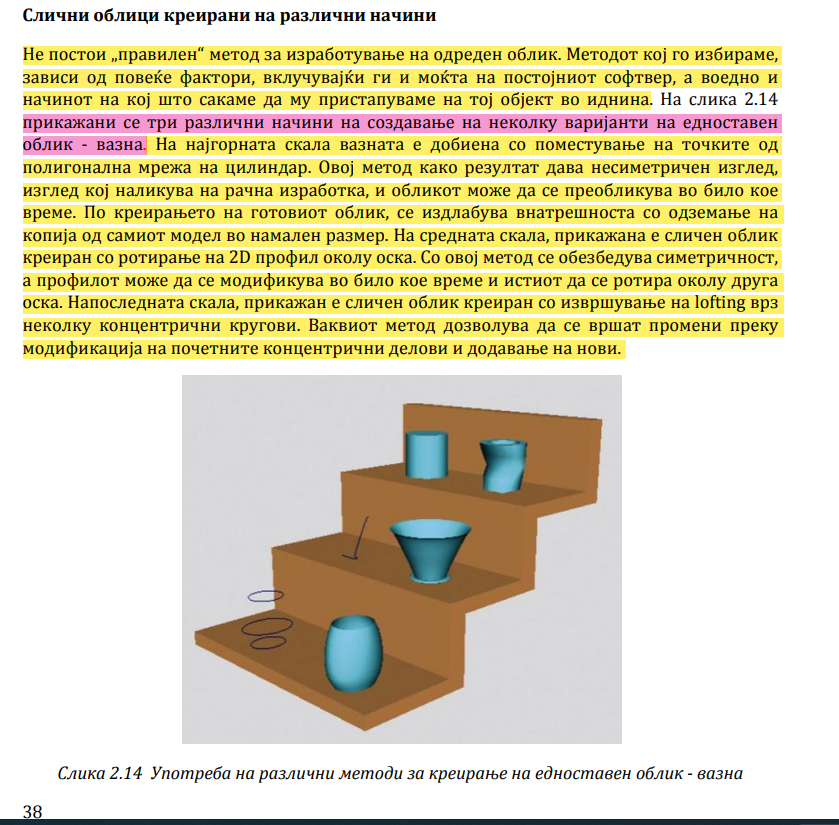 Слични облици креирани на различни начини
Не постои „правилен“ метод за изработување на одреден облик. Методот кој го избираме,
зависи од повеќе фактори, вклучувајќи ги и моќта на постојниот софтвер, а воедно и
начинот на кој што сакаме да му пристапуваме на тој објект во иднина. На слика 2.14
прикажани се три различни начини на создавање на неколку варијанти на едноставен
облик - вазна. На најгорната скала вазната е добиена со поместување на точките од
полигонална мрежа на цилиндар. Овој метод како резултат дава несиметричен изглед,
изглед кој наликува на рачна изработка, и обликот може да се преобликува во било кое
време. По креирањето на готовиот облик, се издлабува внатрешноста со одземање на
копија од самиот модел во намален размер. На средната скала, прикажана е сличен облик
креиран со ротирање на 2D профил околу оска. Со овој метод се обезбедува симетричност,
а профилот може да се модификува во било кое време и истиот да се ротира околу друга
оска. Напоследната скала, прикажан е сличен облик креиран со извршување на lofting врз
неколку концентрични кругови. Ваквиот метод дозволува да се вршат промени преку
модификација на почетните концентрични делови и додавање на нови.
Слика 2.14 Употреба на различни методи за креирање на едноставен облик - вазна
38